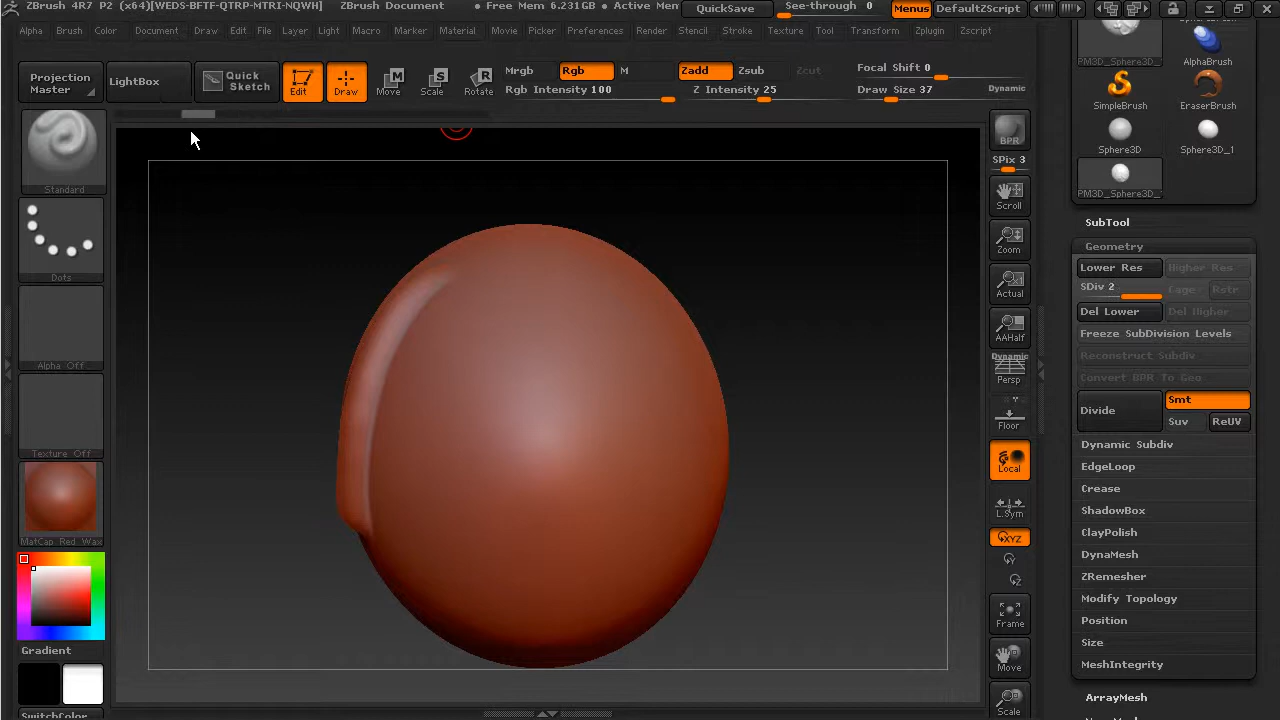 ZBrush 4R7 P2 (x64)[WEDS-BFTF-QTRP-MTRI-NQWH] ZBrush Document • Free Mem 6.231GB • Active Mem QuickSave See-through 0 Menus DefaultZScript
Alpha Brush Color Document Draw Edit File Layer Light Macro Marker Material Movie Picker Preferences Render Stencil Stroke Texture Tool Transform Zplugin Zscript
Projection Master
LightBox
Quick Sketch
Edit
Draw
Move
Scale
Rotate
Mrgb Rgb M
Rgb Intensity 100
Zadd Zsub Zcut
Z Intensity 25
Focal Shift 0
Draw Size 37
Dynamic
Standard
Dots
Alpha Off
Texture Off
MatCap Red Wax
Gradient
SwitchColor
BPR
SPix 3
Scroll
Zoom
Actual
AAHalf
Dynamic
Persp
Floor
Local
L.Sym
XYZ
Frame
Move
Scale
PM3D_Sphere3D_
AlphaBrush
SimpleBrush
EraserBrush
Sphere3D
Sphere3D_1
PM3D_Sphere3D_
SubTool
Geometry
Lower Res Higher Res
SDiv 2 Cage Rstr
Del Lower Del Higher
Freeze SubDivision Levels
Reconstruct Subdiv
Convert BPR To Geo
Divide
Smt
Suv ReUV
Dynamic Subdiv
EdgeLoop
Crease
ShadowBox
ClayPolish
DynaMesh
ZRemesher
Modify Topology
Position
Size
MeshIntegrity
ArrayMesh